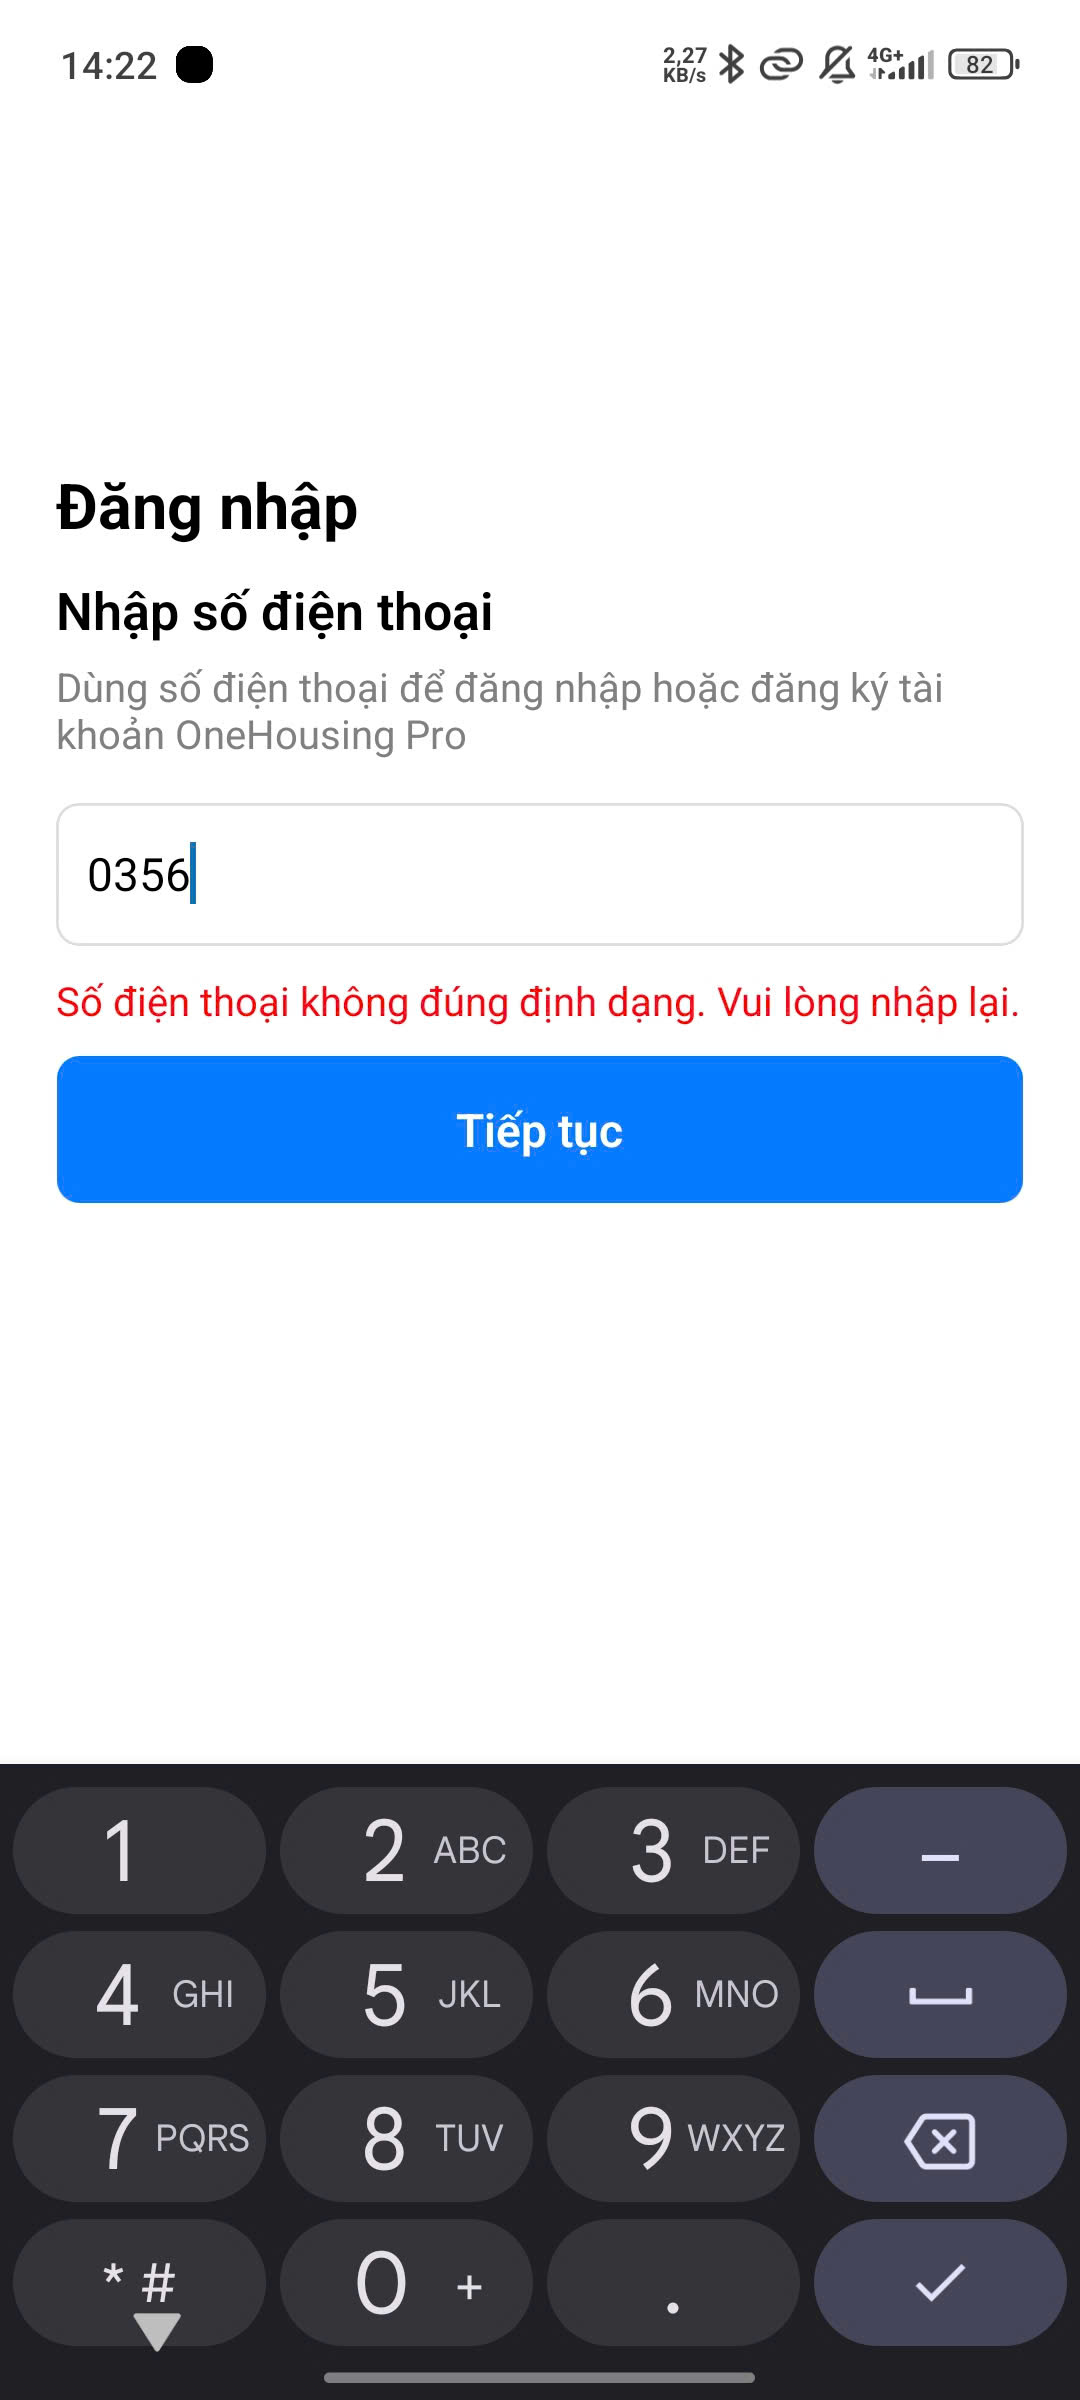 14:22
2,27
KB/s
4G+
82
Đăng nhập
Nhập số điện thoại
Dùng số điện thoại để đăng nhập hoặc đăng ký tài
khoản OneHousing Pro
0356
Số điện thoại không đúng định dạng. Vui lòng nhập lại.
Tiếp tục
1 2 ABC 3 DEF –
4 GHI 5 JKL 6 MNO
7 PQRS 8 TUV 9 WXYZ
* # 0 + .